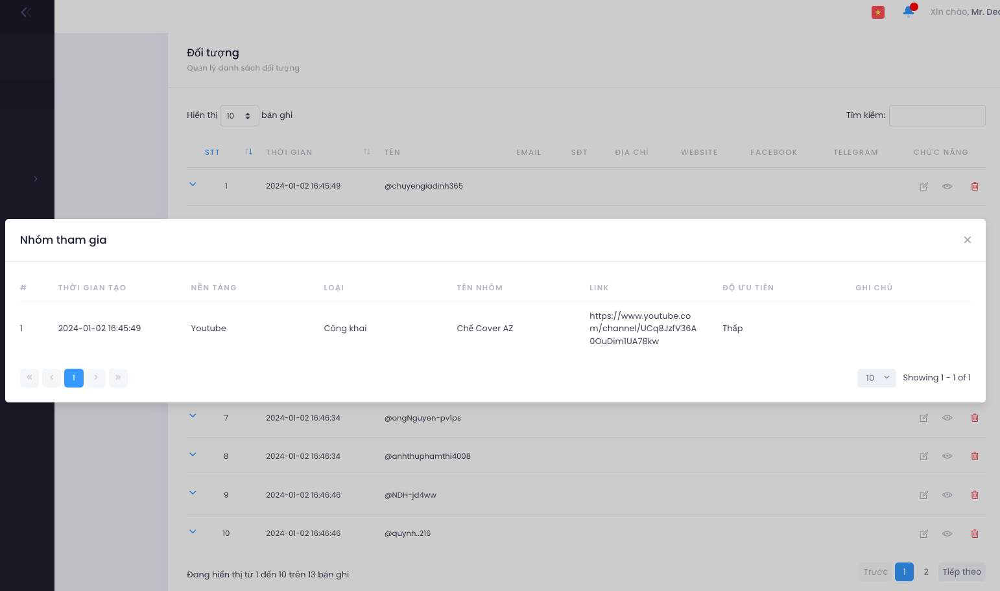 Xin chào, Mr. Dec
Đối tượng
Quản lý danh sách đối tượng
Hiển thị 10 bản ghi
Tìm kiếm:
STT THỜI GIAN TÊN EMAIL SĐT ĐỊA CHỈ WEBSITE FACEBOOK TELEGRAM CHỨC NĂNG
1 2024-01-02 16:45:49 @chuyengiadinh365
Nhóm tham gia
# THỜI GIAN TẠO NỀN TẢNG LOẠI TÊN NHÓM LINK ĐỘ ƯU TIÊN GHI CHÚ
1 2024-01-02 16:45:49 Youtube Công khai Chế Cover AZ https://www.youtube.co Thấp
m/channel/UCq8JzfV36A
0OuDim1UA78kw
« ‹ 1 › »
10 Showing 1 - 1 of 1
7 2024-01-02 16:46:34 @ongNguyen-pv1ps
8 2024-01-02 16:46:34 @anhthuphamthi4008
9 2024-01-02 16:46:46 @NDH-jd4ww
10 2024-01-02 16:46:46 @quynh..216
Đang hiển thị từ 1 đến 10 trên 13 bản ghi
Trước 1 2 Tiếp theo